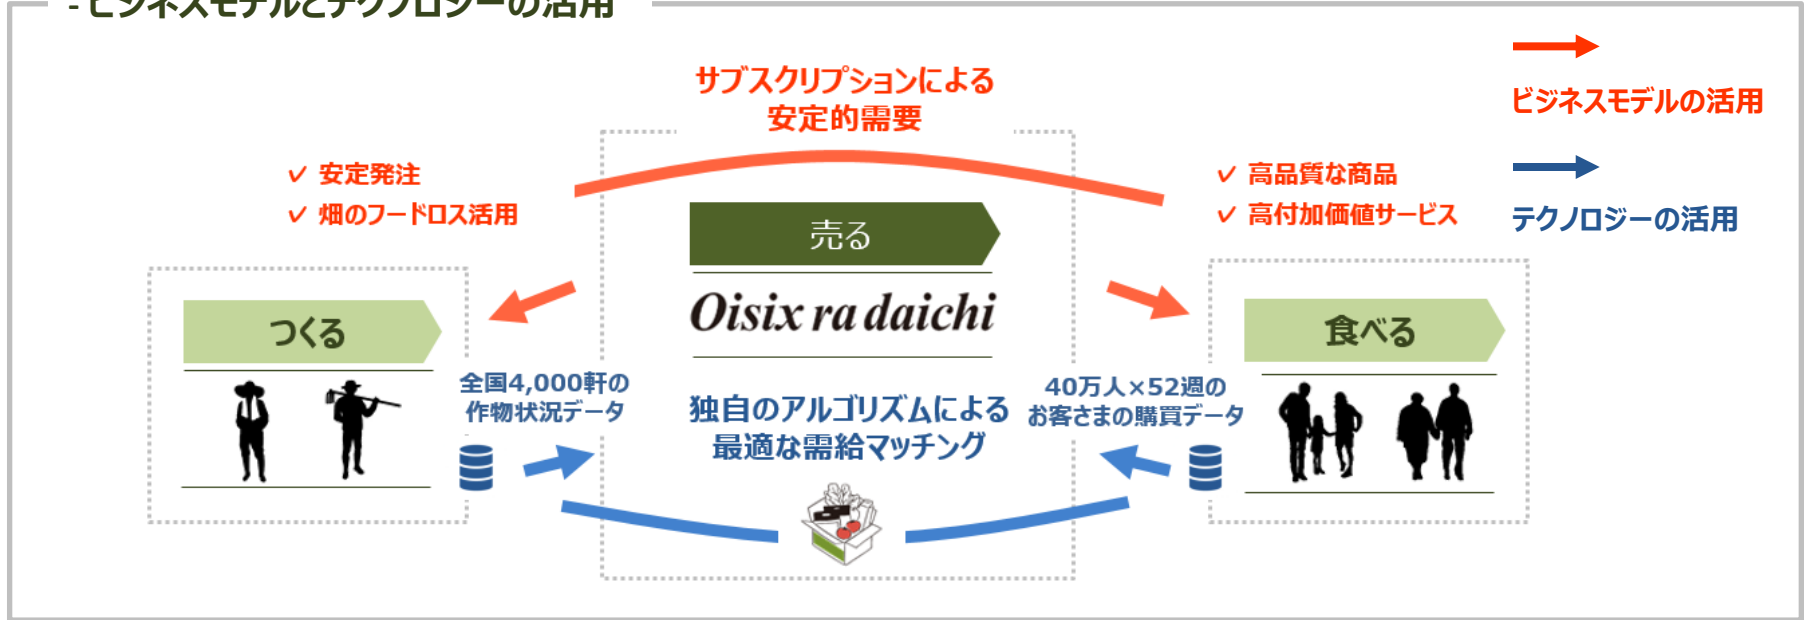 - ビジネスモデルとテクノロジーの活用
サブスクリプションによる
安定的需要
ビジネスモデルの活用
テクノロジーの活用
✓ 安定発注
✓ 畑のフードロス活用
✓ 高品質な商品
✓ 高付加価値サービス
売る
Oisix ra daichi
つくる
食べる
全国4,000軒の
作物状況データ
独自のアルゴリズムによる
最適な需給マッチング
40万人×52週の
お客さまの購買データ